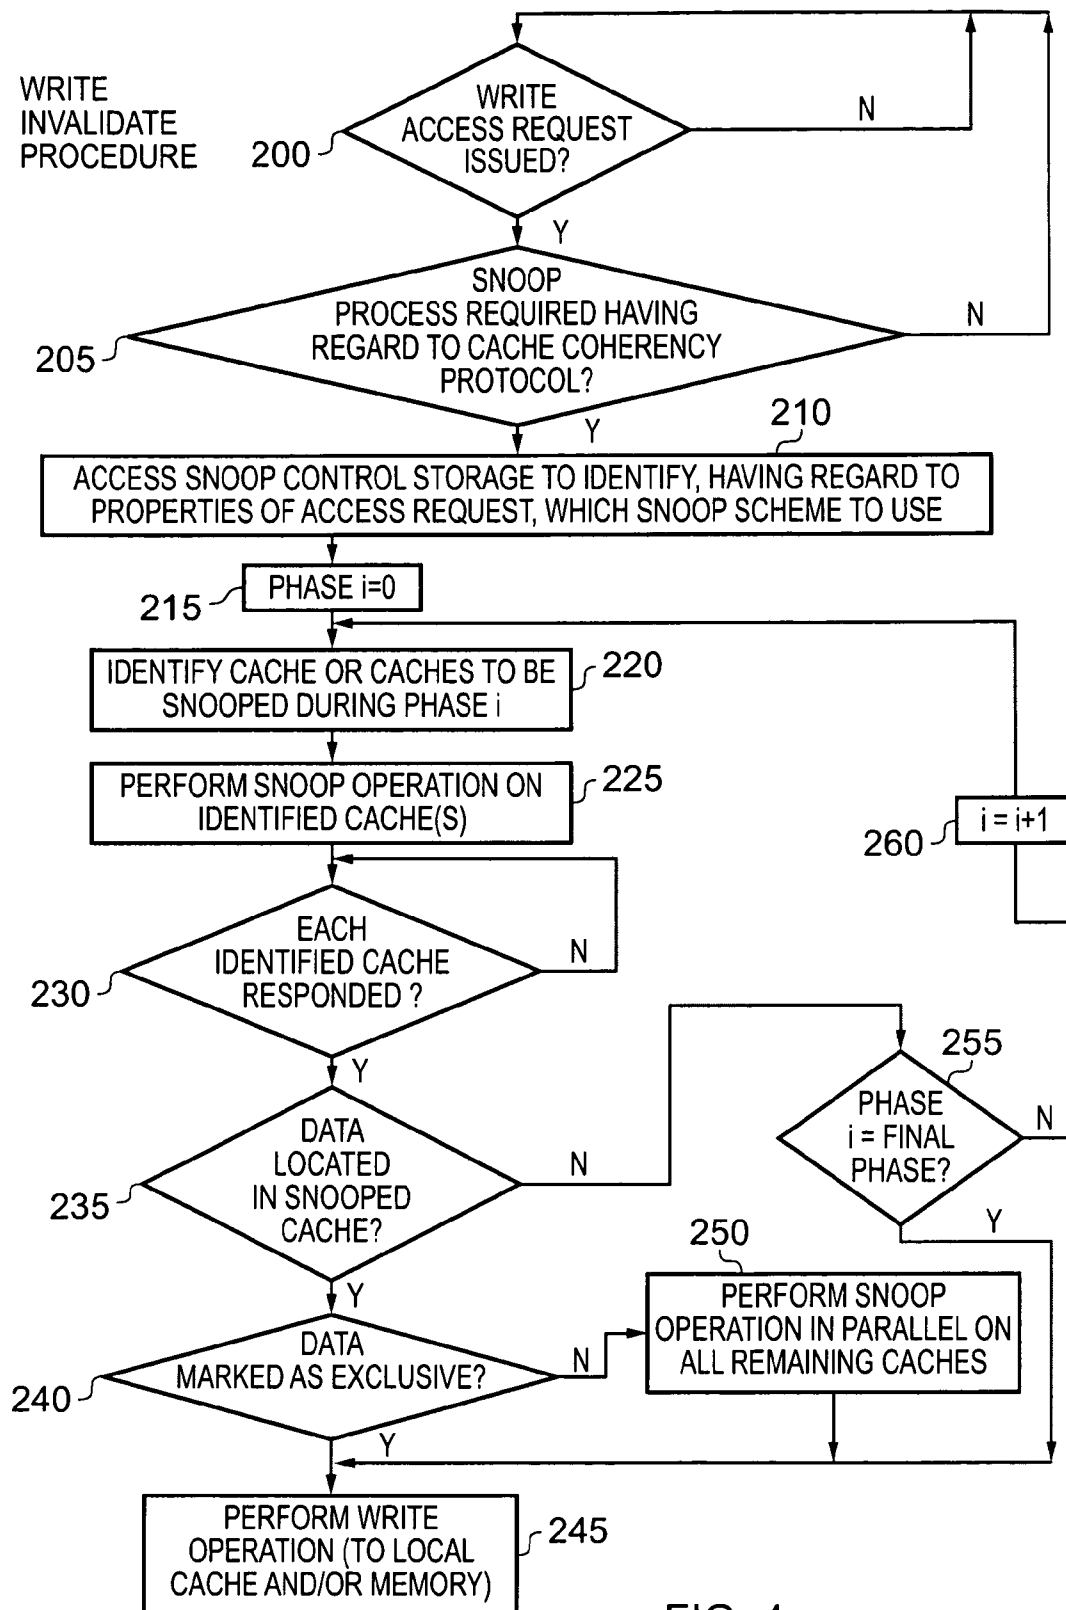 WRITE
INVALIDATE
PROCEDURE
WRITE
ACCESS REQUEST
ISSUED?
200
N
Y
SNOOP
PROCESS REQUIRED HAVING
REGARD TO CACHE COHERENCY
PROTOCOL?
205
N
Y
210
ACCESS SNOOP CONTROL STORAGE TO IDENTIFY, HAVING REGARD TO
PROPERTIES OF ACCESS REQUEST, WHICH SNOOP SCHEME TO USE
PHASE i=0
215
IDENTIFY CACHE OR CACHES TO BE
SNOOPED DURING PHASE i
220
PERFORM SNOOP OPERATION ON
IDENTIFIED CACHE(S)
225
i = i+1
260
EACH
IDENTIFIED CACHE
RESPONDED ?
230
N
Y
255
PHASE
i = FINAL
PHASE?
N
Y
DATA
LOCATED
IN SNOOPED
CACHE?
235
N
Y
250
PERFORM SNOOP
OPERATION IN PARALLEL ON
ALL REMAINING CACHES
DATA
MARKED AS EXCLUSIVE?
240
N
Y
PERFORM WRITE
OPERATION (TO LOCAL
CACHE AND/OR MEMORY)
245